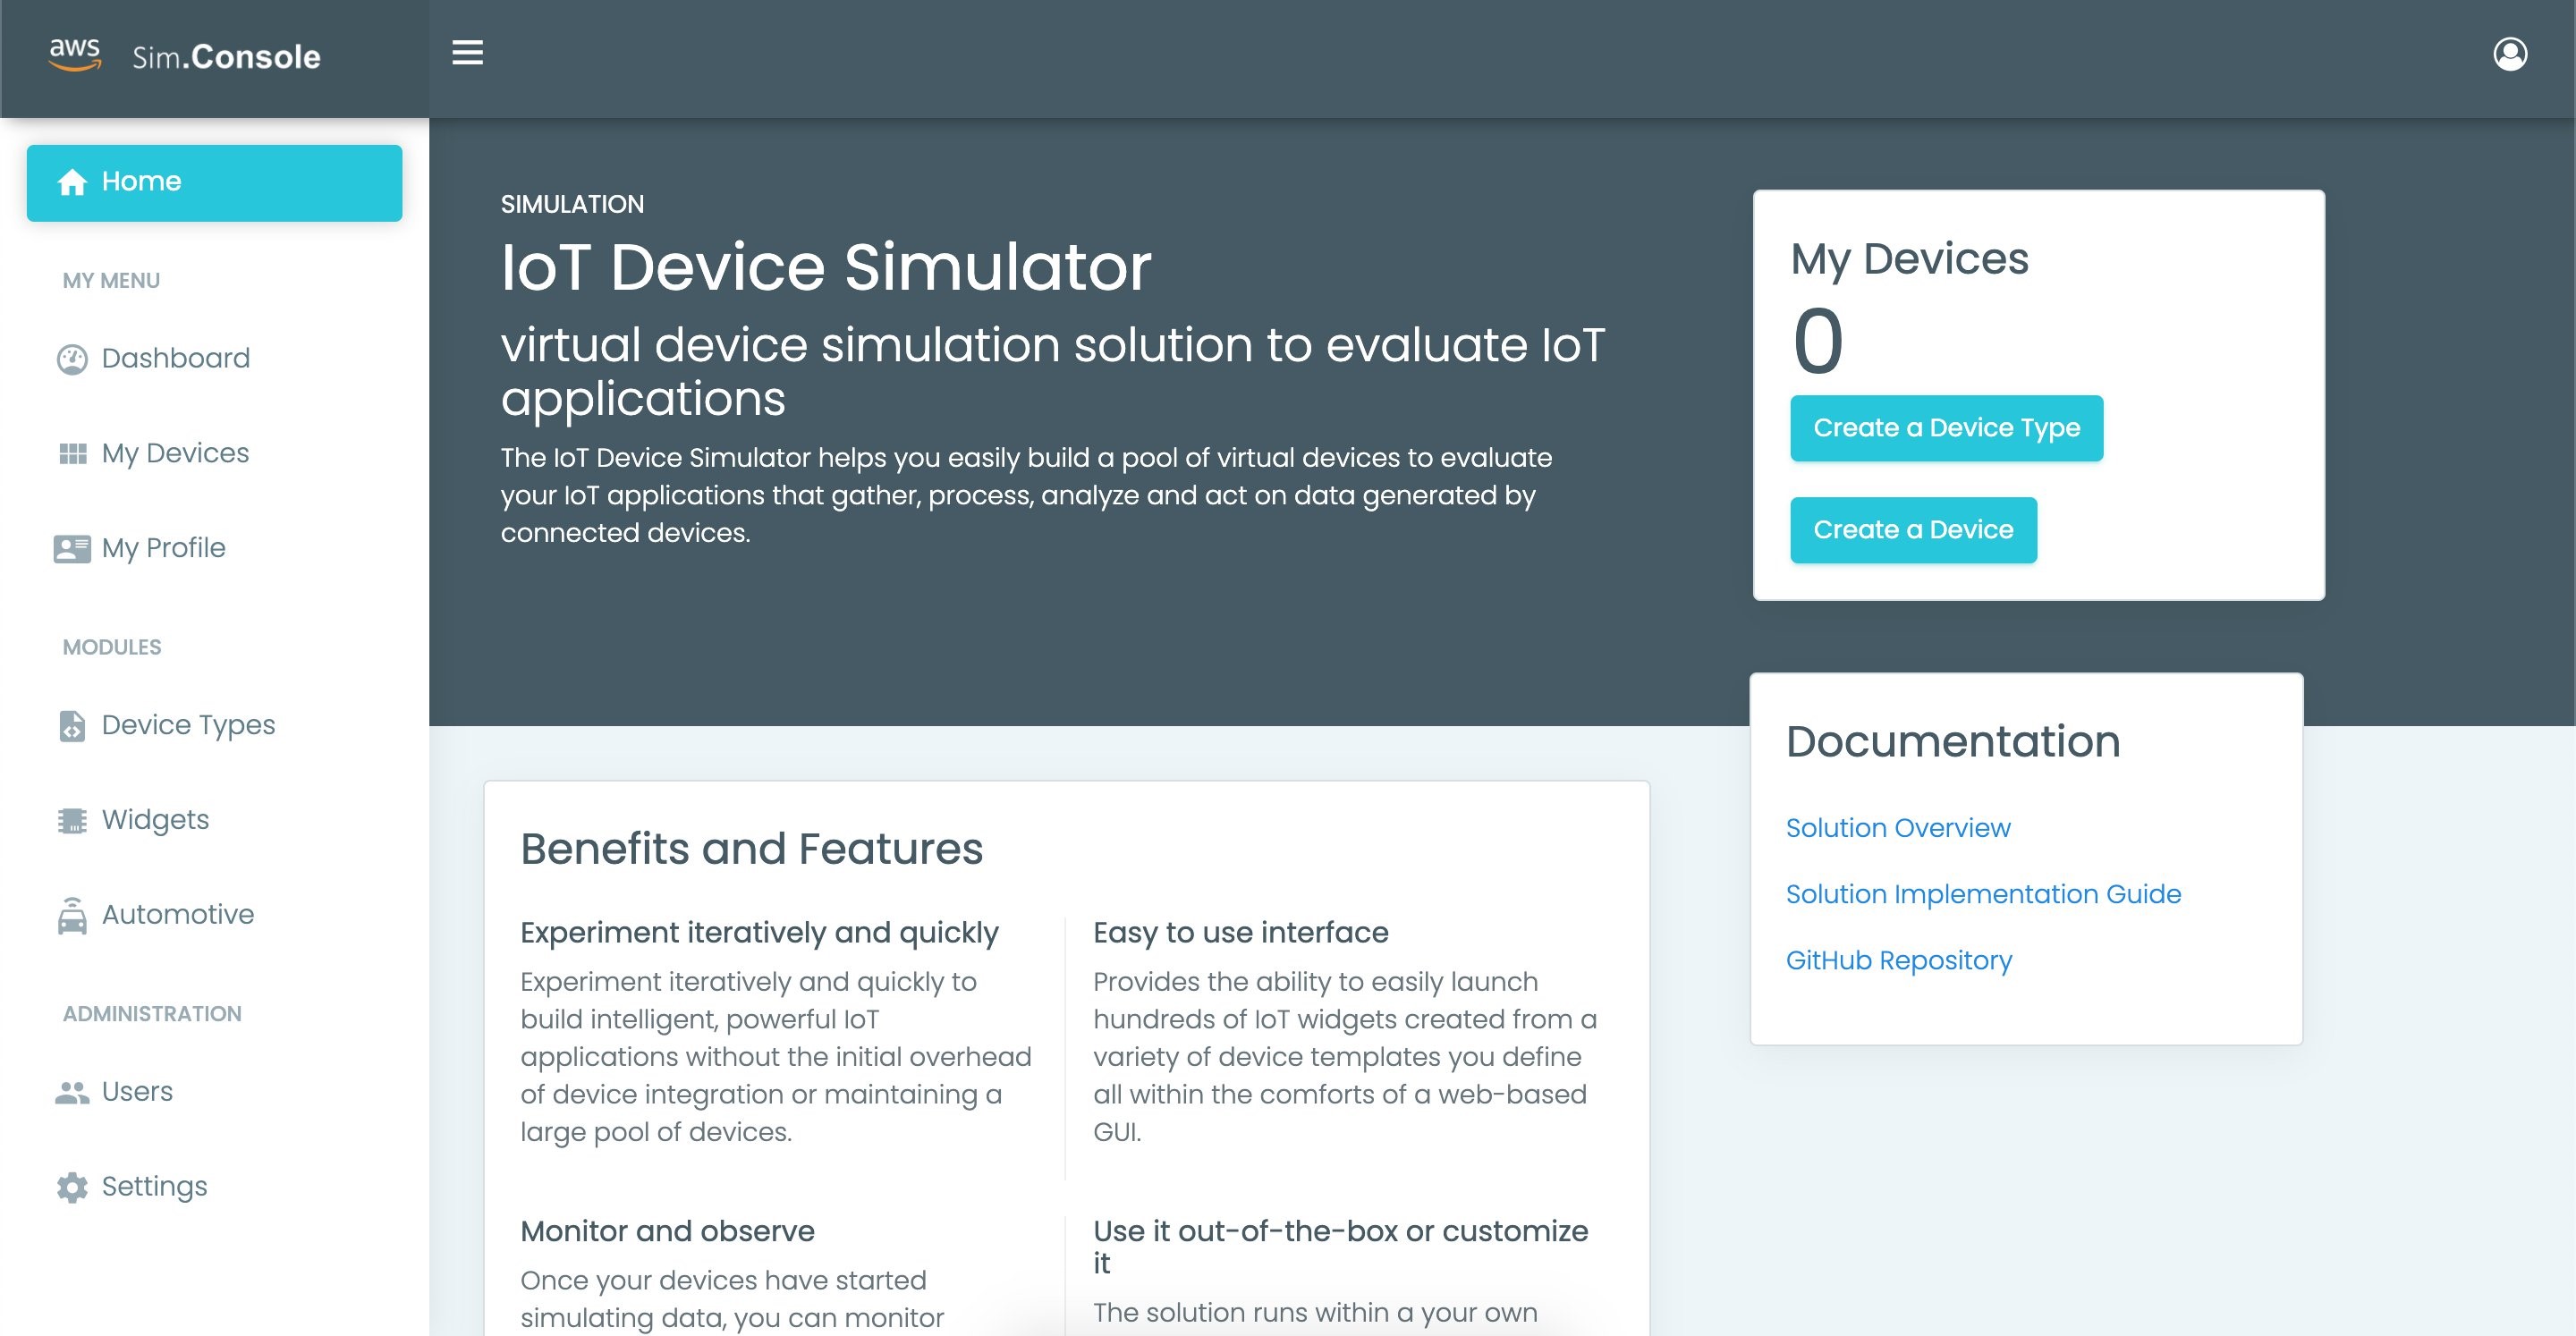 aws Sim.Console
Home
MY MENU
Dashboard
My Devices
My Profile
MODULES
Device Types
Widgets
Automotive
ADMINISTRATION
Users
Settings
SIMULATION
IoT Device Simulator
virtual device simulation solution to evaluate IoT
applications
The IoT Device Simulator helps you easily build a pool of virtual devices to evaluate
your IoT applications that gather, process, analyze and act on data generated by
connected devices.
My Devices
0
Create a Device Type
Create a Device
Benefits and Features
Experiment iteratively and quickly
Experiment iteratively and quickly to
build intelligent, powerful IoT
applications without the initial overhead
of device integration or maintaining a
large pool of devices.
Easy to use interface
Provides the ability to easily launch
hundreds of IoT widgets created from a
variety of device templates you define
all within the comforts of a web-based
GUI.
Monitor and observe
Once your devices have started
simulating data, you can monitor
Use it out-of-the-box or customize
it
The solution runs within a your own
Documentation
Solution Overview
Solution Implementation Guide
GitHub Repository